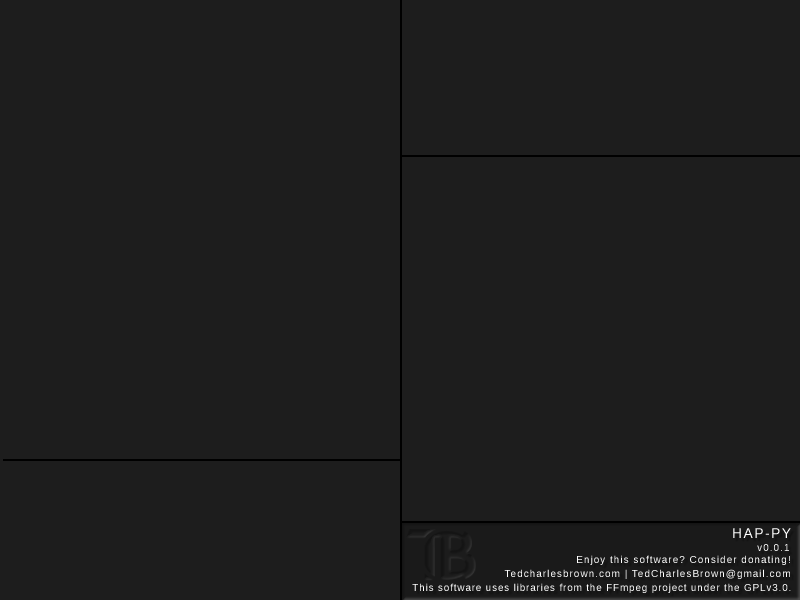 TB
HAP-PY
v0.0.1
Enjoy this software? Consider donating!
Tedcharlesbrown.com | TedCharlesBrown@gmail.com
This software uses libraries from the FFmpeg project under the GPLv3.0.